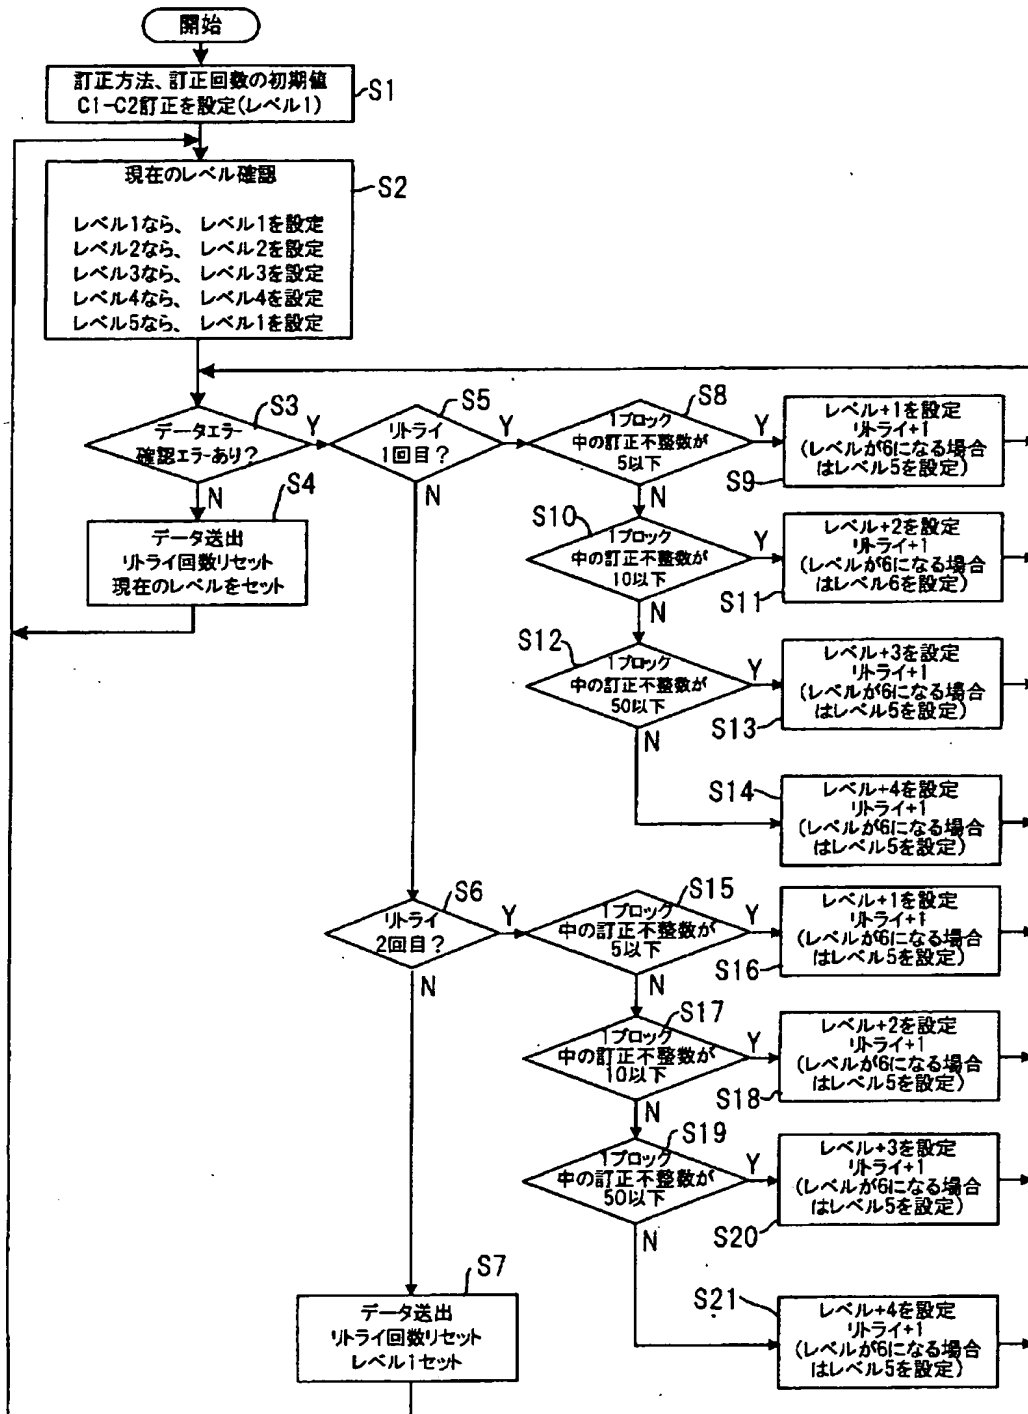 開始
訂正方法、訂正回数の初期値
C1-C2訂正を設定(レベル1)
S1
現在のレベル確認
レベル1なら、 レベル1を設定
レベル2なら、 レベル2を設定
レベル3なら、 レベル3を設定
レベル4なら、 レベル4を設定
レベル5なら、 レベル1を設定
S2
データエラー
確認エラーあり?
S3
Y
N
データ送出
リトライ回数リセット
現在のレベルをセット
S4
リトライ
1回目?
S5
Y
N
1ブロック
中の訂正不整数が
5以下
S8
Y
N
レベル+1を設定
リトライ+1
(レベルが6になる場合
はレベル5を設定)
S9
S10
1ブロック
中の訂正不整数が
10以下
Y
N
レベル+2を設定
リトライ+1
(レベルが6になる場合
はレベル6を設定)
S11
S12
1ブロック
中の訂正不整数が
50以下
Y
N
レベル+3を設定
リトライ+1
(レベルが6になる場合
はレベル5を設定)
S13
S14
レベル+4を設定
リトライ+1
(レベルが6になる場合
はレベル5を設定)
リトライ
2回目?
S6
Y
N
1ブロック
中の訂正不整数が
5以下
S15
Y
N
レベル+1を設定
リトライ+1
(レベルが6になる場合
はレベル5を設定)
S16
S17
1ブロック
中の訂正不整数が
10以下
Y
N
レベル+2を設定
リトライ+1
(レベルが6になる場合
はレベル5を設定)
S18
S19
1ブロック
中の訂正不整数が
50以下
Y
N
レベル+3を設定
リトライ+1
(レベルが6になる場合
はレベル5を設定)
S20
S21
レベル+4を設定
リトライ+1
(レベルが6になる場合
はレベル5を設定)
S7
データ送出
リトライ回数リセット
レベル1セット